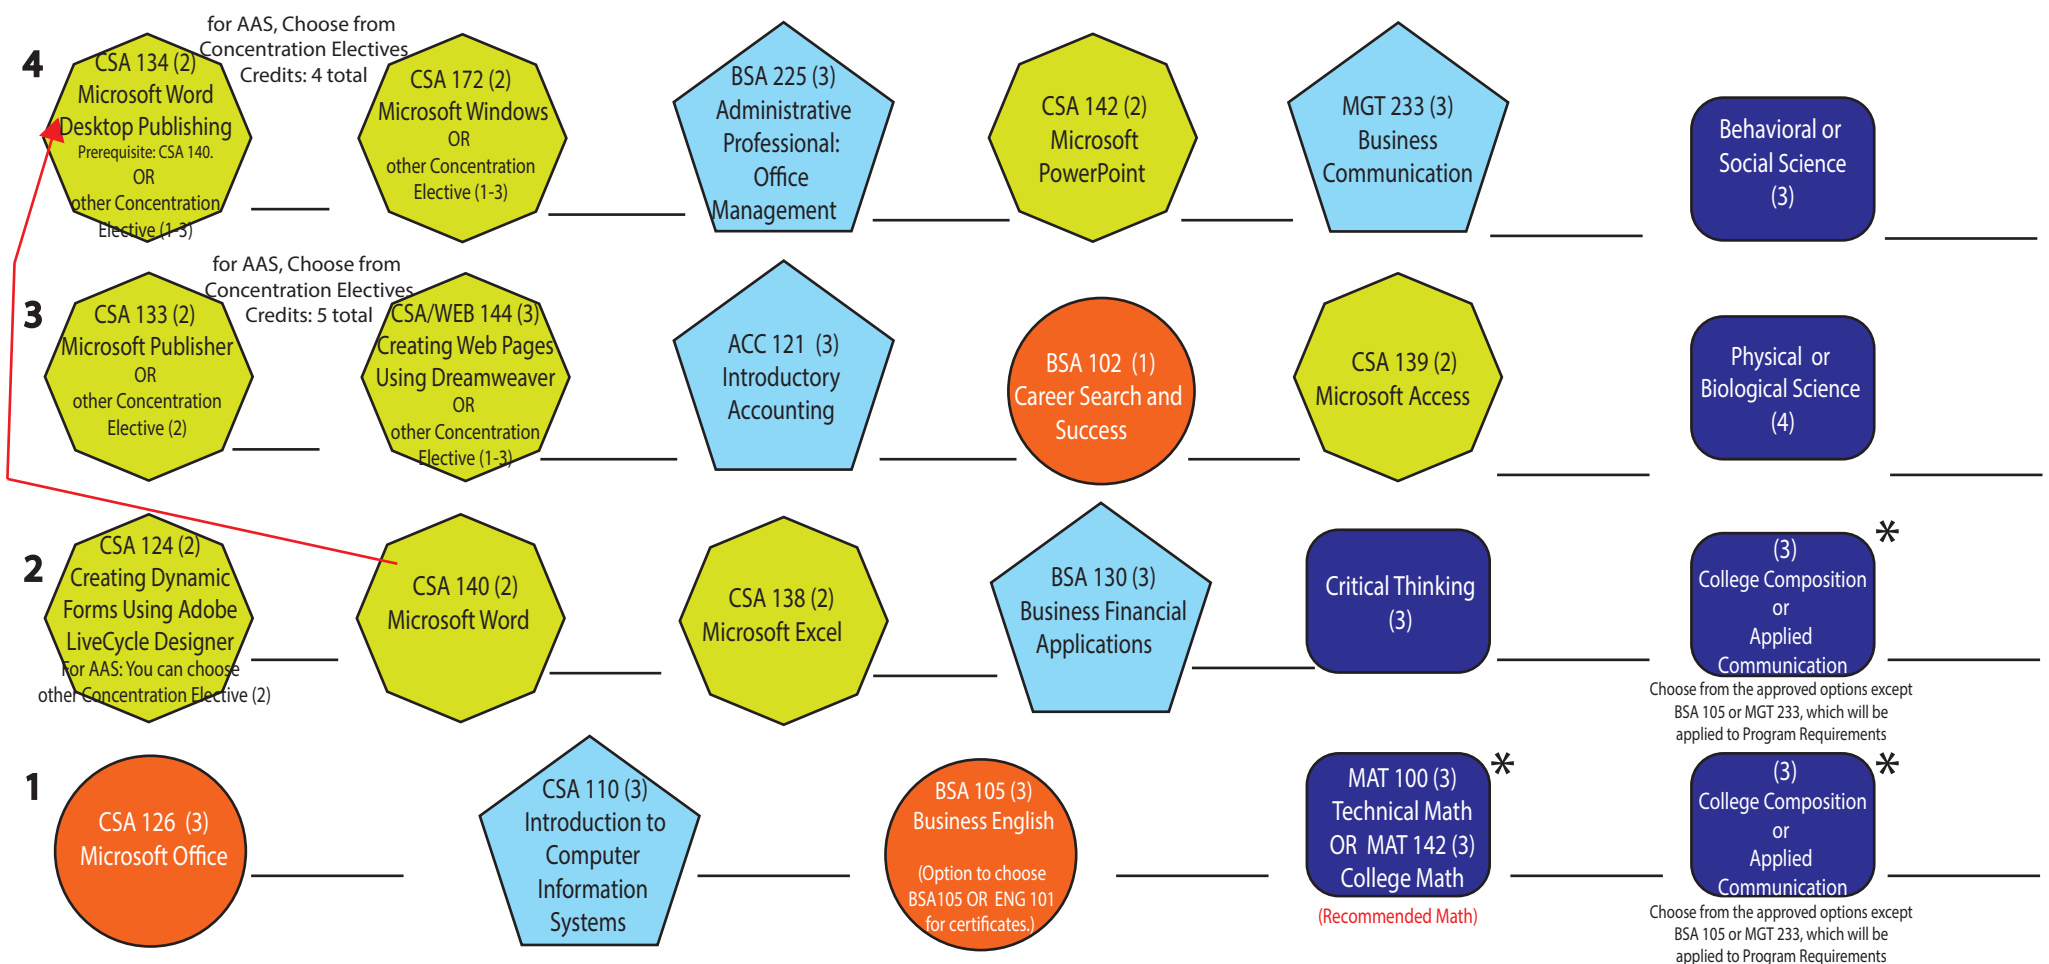 4
CSA 134 (2)
Microsoft Word
Desktop Publishing
Prerequisite: CSA 140.
OR
other Concentration
Elective (1-3)
for AAS, Choose from
Concentration Electives
Credits: 4 total
CSA 172 (2)
Microsoft Windows
OR
other Concentration
Elective (1-3)
BSA 225 (3)
Administrative
Professional:
Office
Management
CSA 142 (2)
Microsoft
PowerPoint
MGT 233 (3)
Business
Communication
Behavioral or
Social Science
(3)
3
CSA 133 (2)
Microsoft Publisher
OR
other Concentration
Elective (2)
for AAS, Choose from
Concentration Electives
Credits: 5 total
CSA/WEB 144 (3)
Creating Web Pages
Using Dreamweaver
OR
other Concentration
Elective (1-3)
ACC 121 (3)
Introductory
Accounting
BSA 102 (1)
Career Search and
Success
CSA 139 (2)
Microsoft Access
Physical or
Biological Science
(4)
2
CSA 124 (2)
Creating Dynamic
Forms Using Adobe
LiveCycle Designer
For AAS: You can choose
other Concentration Elective (2)
CSA 140 (2)
Microsoft Word
CSA 138 (2)
Microsoft Excel
BSA 130 (3)
Business Financial
Applications
Critical Thinking
(3)
*
(3)
College Composition
or
Applied
Communication
Choose from the approved options except
BSA 105 or MGT 233, which will be
applied to Program Requirements
1
CSA 126 (3)
Microsoft Office
CSA 110 (3)
Introduction to
Computer
Information
Systems
BSA 105 (3)
Business English
(Option to choose
BSA105 OR ENG 101
for certificates.)
MAT 100 (3)
Technical Math
OR MAT 142 (3)
College Math
*
(Recommended Math)
*
(3)
College Composition
or
Applied
Communication
Choose from the approved options except
BSA 105 or MGT 233, which will be
applied to Program Requirements